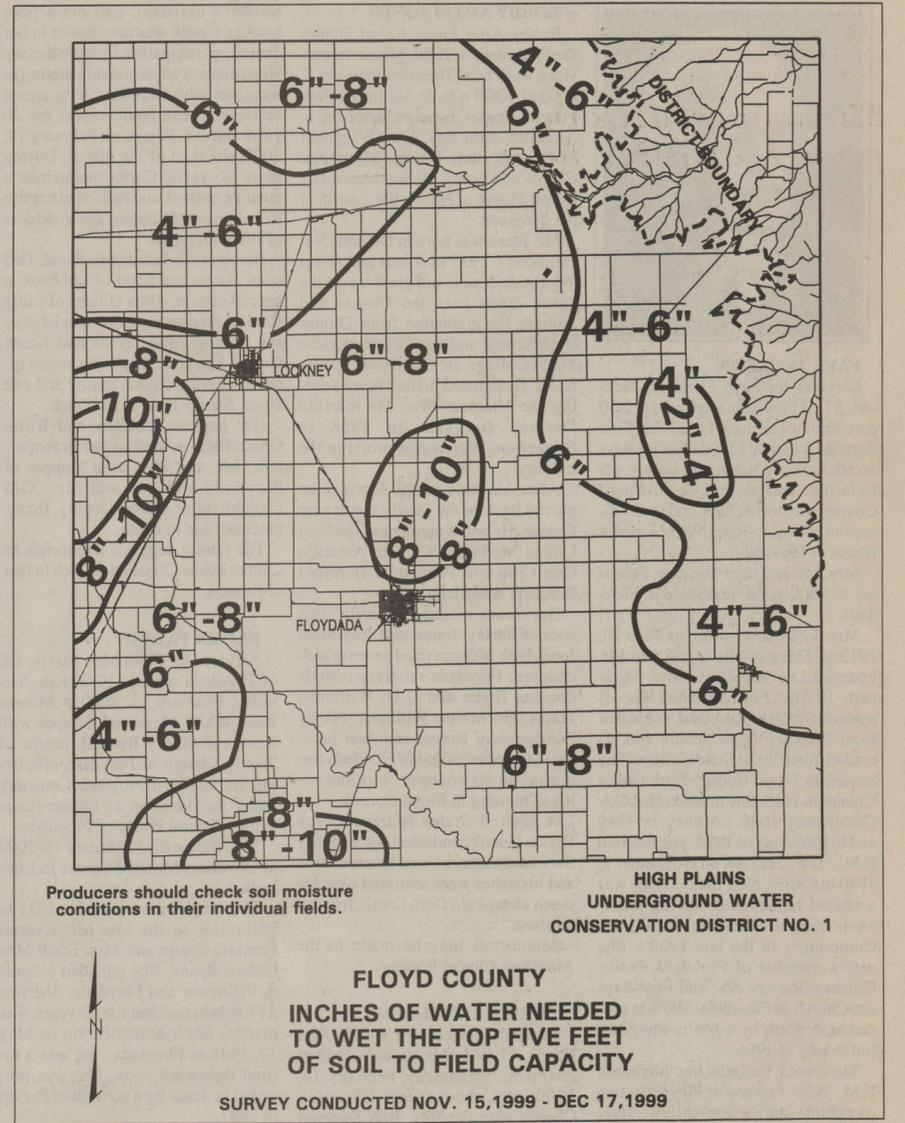 4"-6"
6"-8"
DISTRICT BOUNDARY
6"
6"
4"-6"
6"
4"-6"
8"
LOCKNEY
6"-8"
4"
10"
2"-4"
6"
8"-10"
8"-10"
8"
6"-8"
FLOYDADA
4"-6"
6"
6"
4"-6"
6"-8"
8"
8"-10"
Producers should check soil moisture
conditions in their individual fields.
HIGH PLAINS
UNDERGROUND WATER
CONSERVATION DISTRICT NO. 1
FLOYD COUNTY
INCHES OF WATER NEEDED
TO WET THE TOP FIVE FEET
OF SOIL TO FIELD CAPACITY
N
SURVEY CONDUCTED NOV. 15,1999 - DEC 17,1999